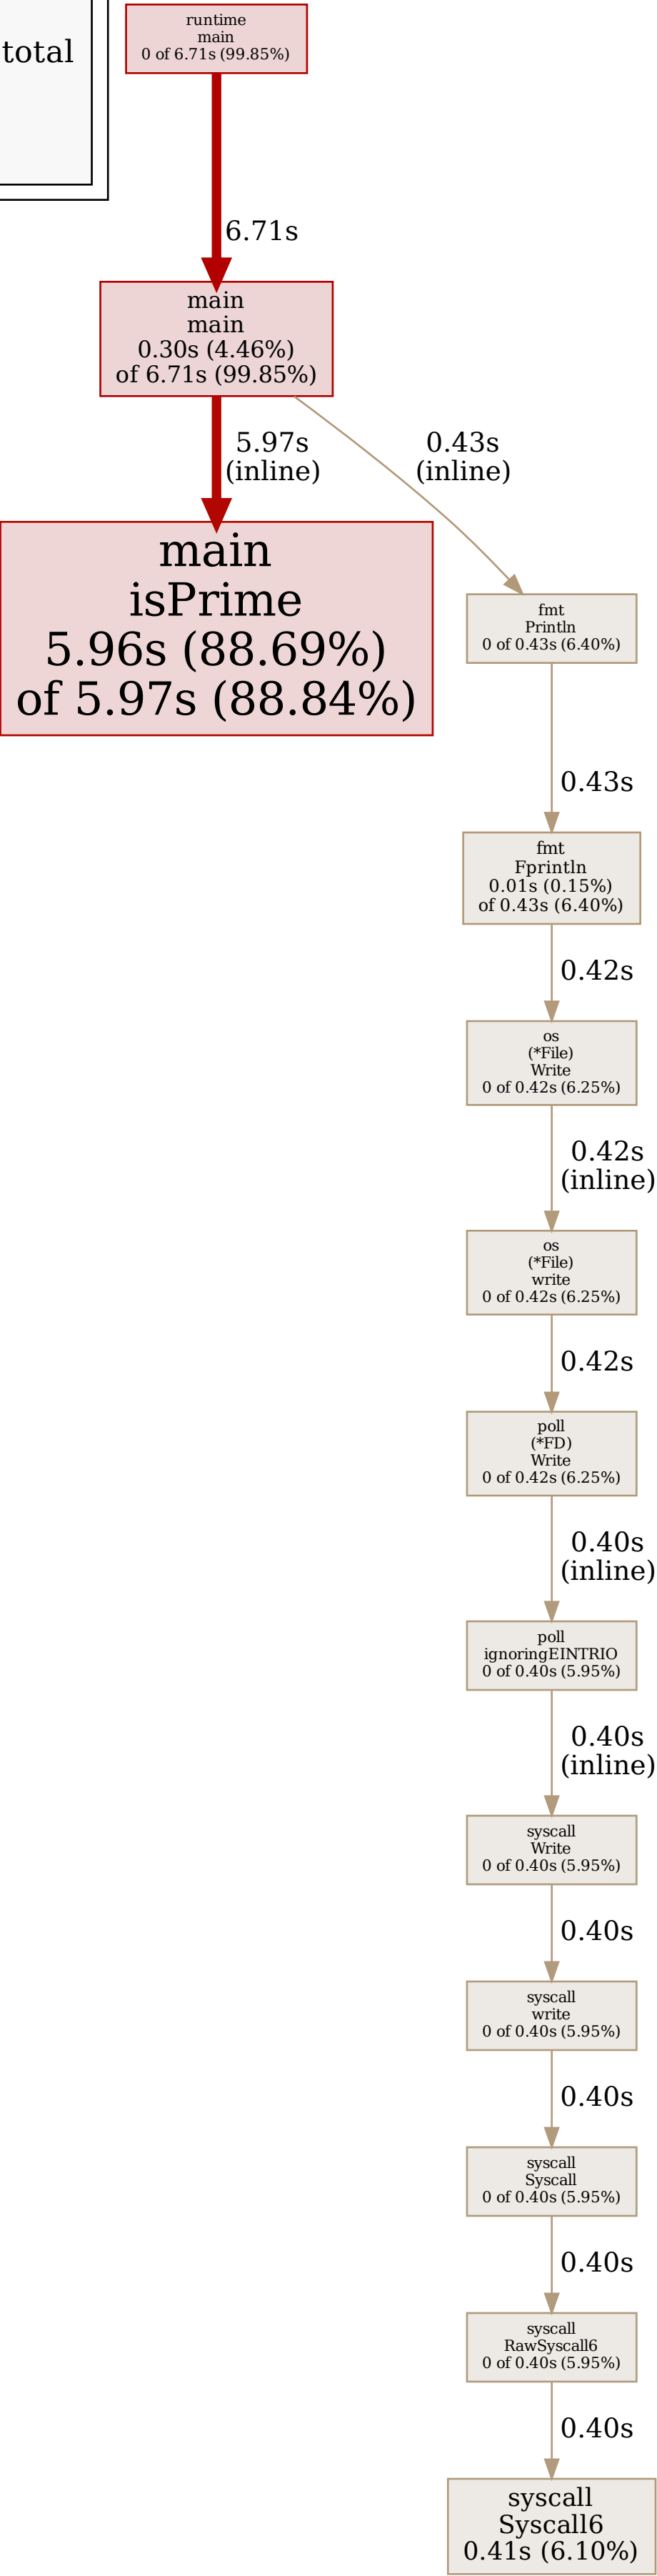 total
runtime
main
0 of 6.71s (99.85%)
6.71s
main
main
0.30s (4.46%)
of 6.71s (99.85%)
5.97s
(inline)
0.43s
(inline)
main
isPrime
5.96s (88.69%)
of 5.97s (88.84%)
fmt
Println
0 of 0.43s (6.40%)
0.43s
fmt
Fprintln
0.01s (0.15%)
of 0.43s (6.40%)
0.42s
os
(*File)
Write
0 of 0.42s (6.25%)
0.42s
(inline)
os
(*File)
write
0 of 0.42s (6.25%)
0.42s
poll
(*FD)
Write
0 of 0.42s (6.25%)
0.40s
(inline)
poll
ignoringEINTRIO
0 of 0.40s (5.95%)
0.40s
(inline)
syscall
Write
0 of 0.40s (5.95%)
0.40s
syscall
write
0 of 0.40s (5.95%)
0.40s
syscall
Syscall
0 of 0.40s (5.95%)
0.40s
syscall
RawSyscall6
0 of 0.40s (5.95%)
0.40s
syscall
Syscall6
0.41s (6.10%)